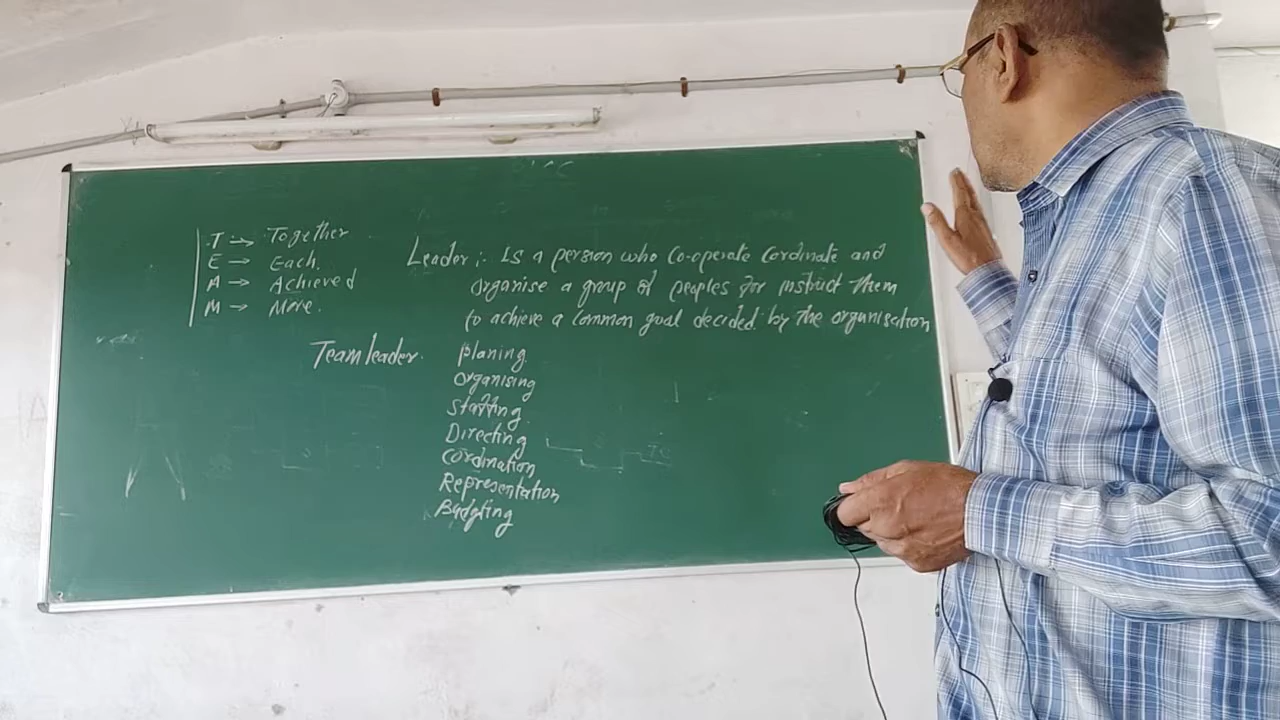 T → Together
E → Each.
A → Achieved
M → More.
Leader :- Is a person who Co-operate Cordinate and
Organise a group of peoples for instruct them
to achieve a Common goal decided by the organisation
Team leader.
planing
Organising
Staffing.
Directing
Cordination
Representation
Budgting